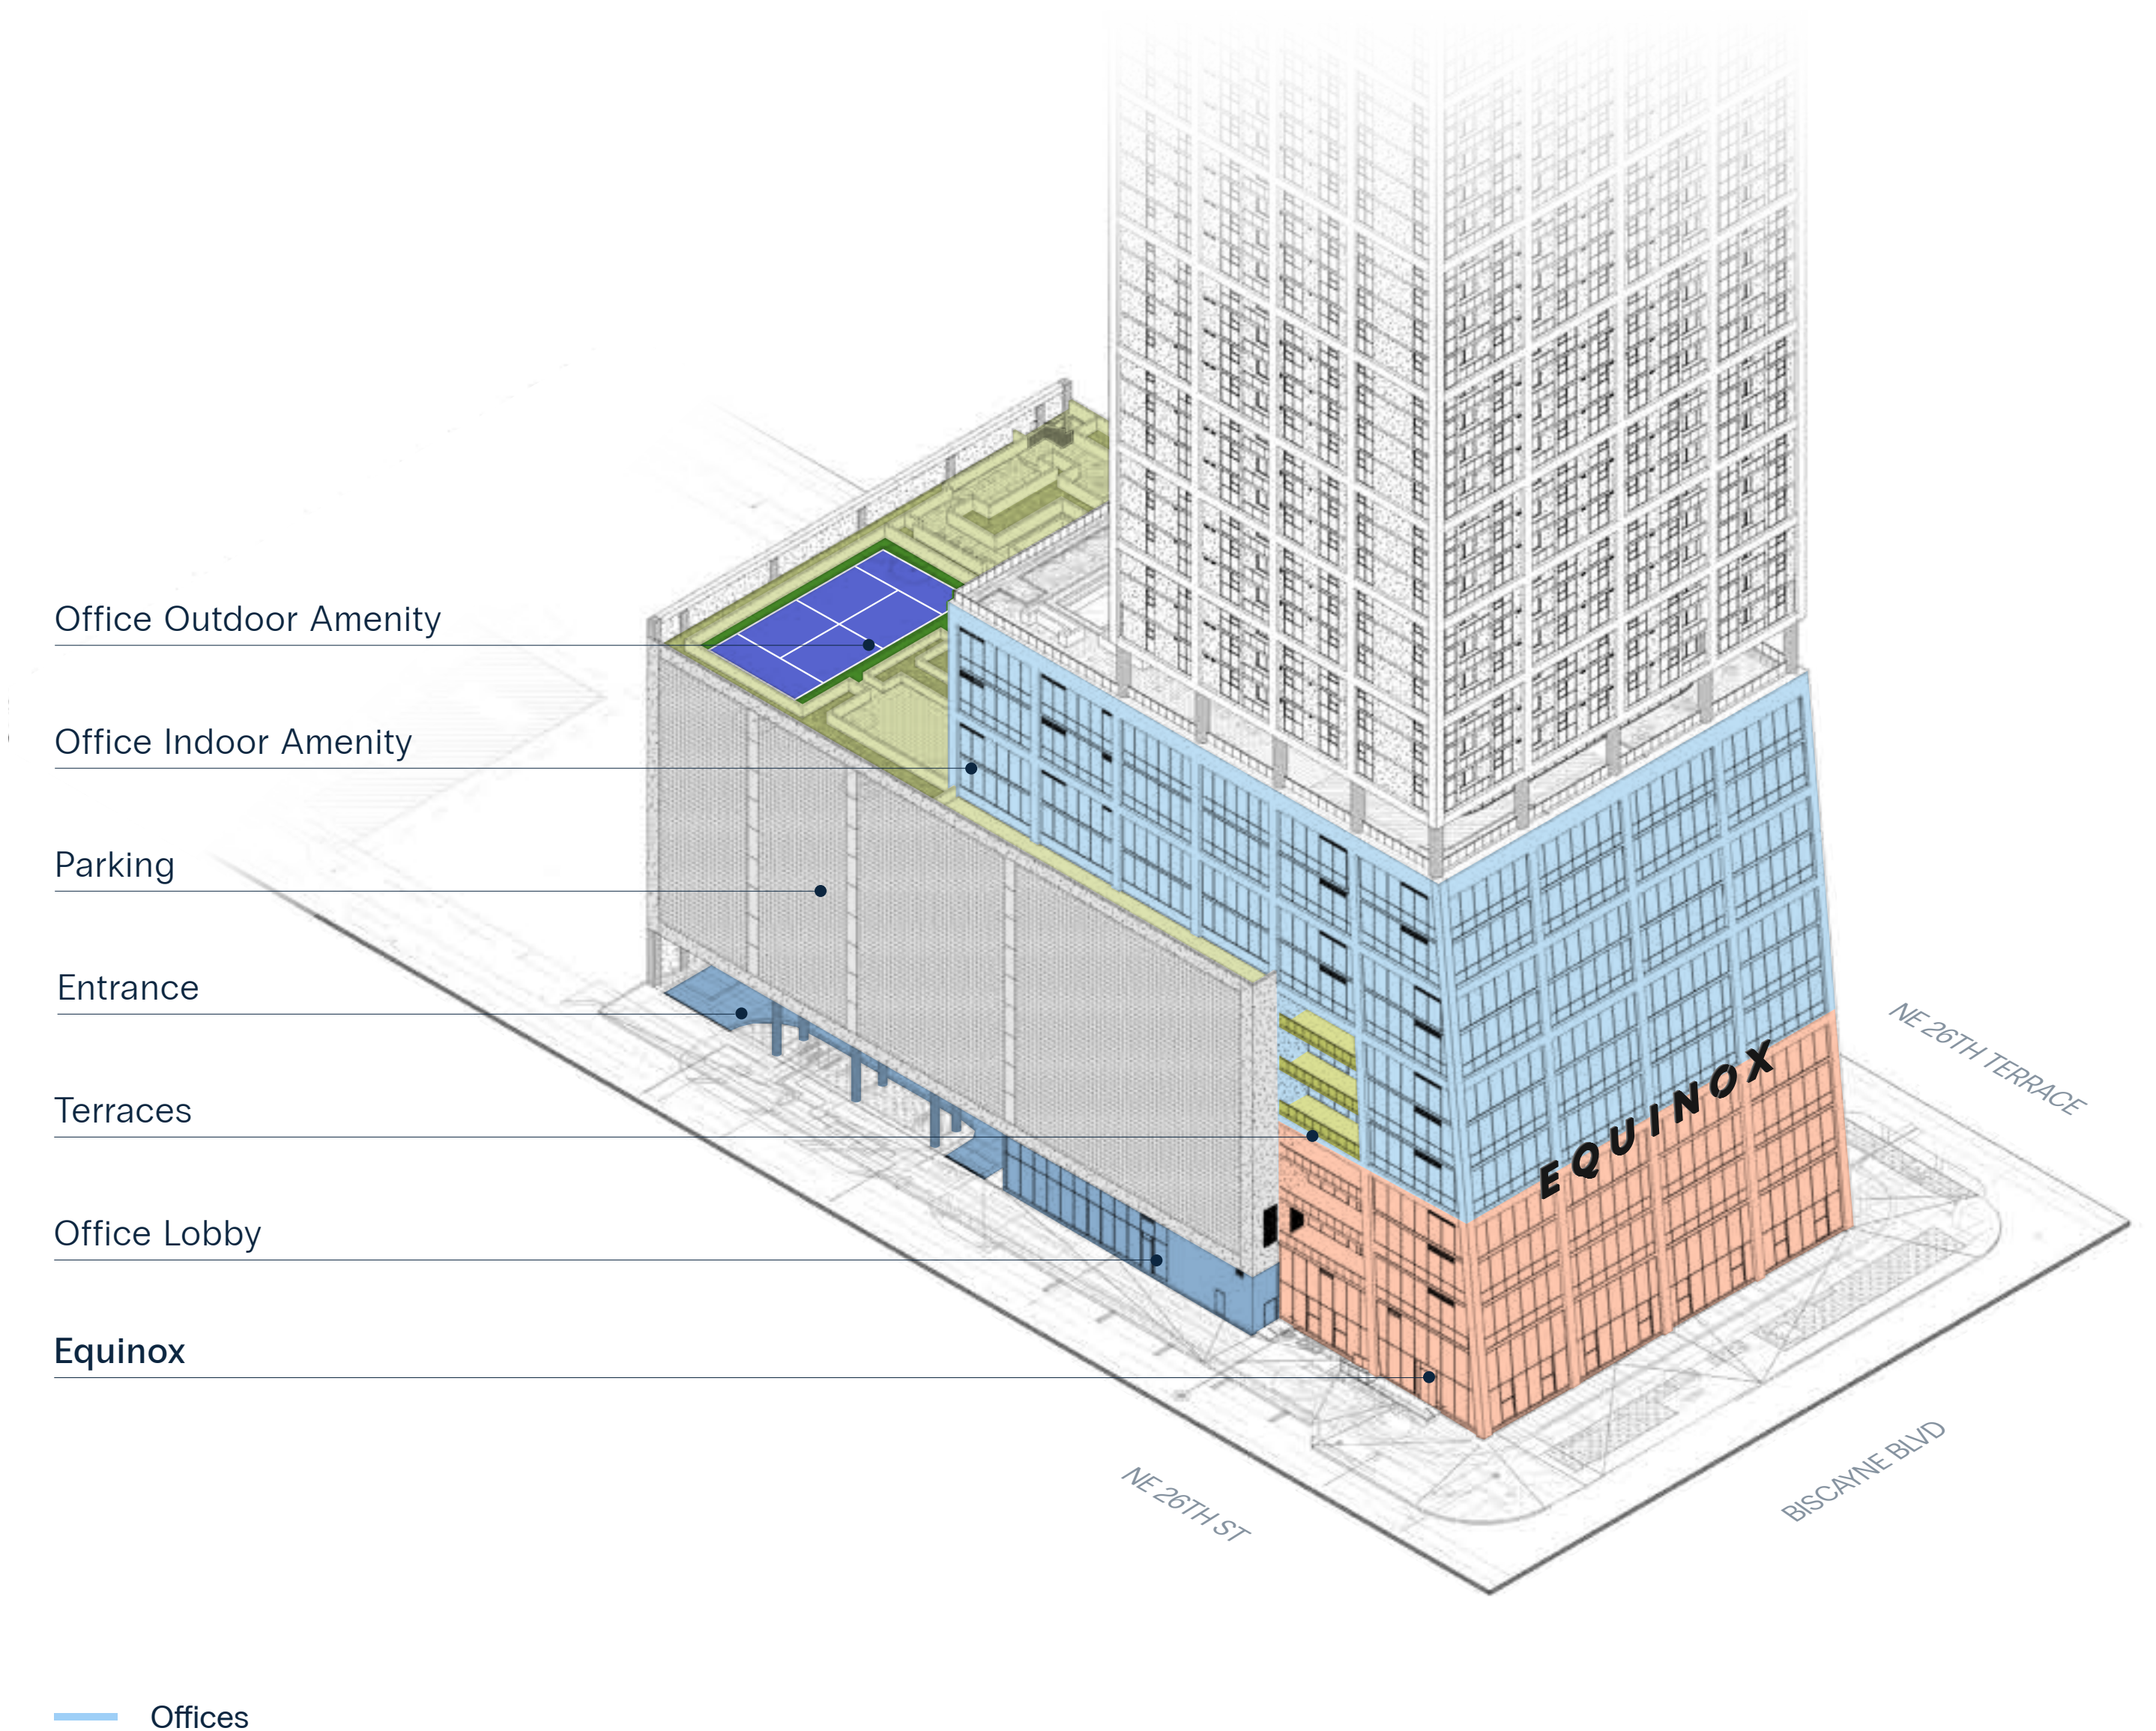 Office Outdoor Amenity
Office Indoor Amenity
Parking
Entrance
Terraces
Office Lobby
Equinox
EQUINOX
NE 26TH TERRACE
BISCAYNE BLVD
NE 26TH ST
Offices